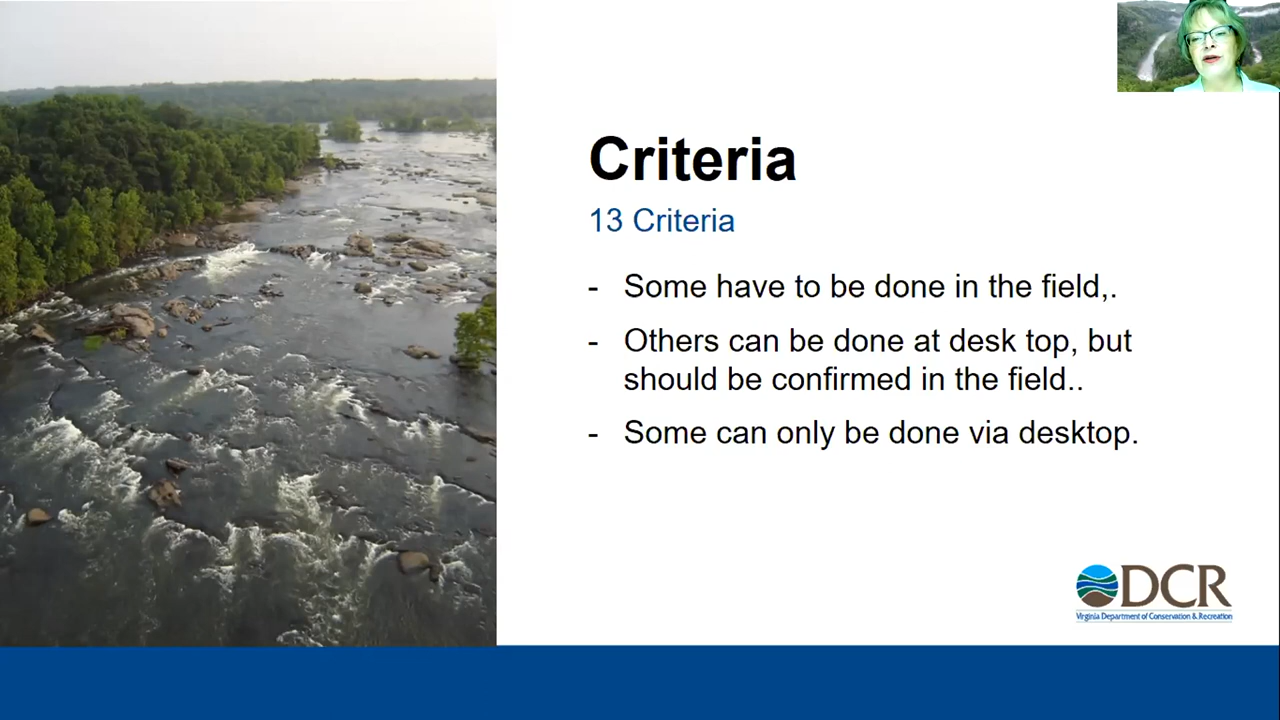 Criteria
13 Criteria
- Some have to be done in the field,.
- Others can be done at desk top, but
should be confirmed in the field..
- Some can only be done via desktop.
DCR
Virginia Department of Conservation & Recreation